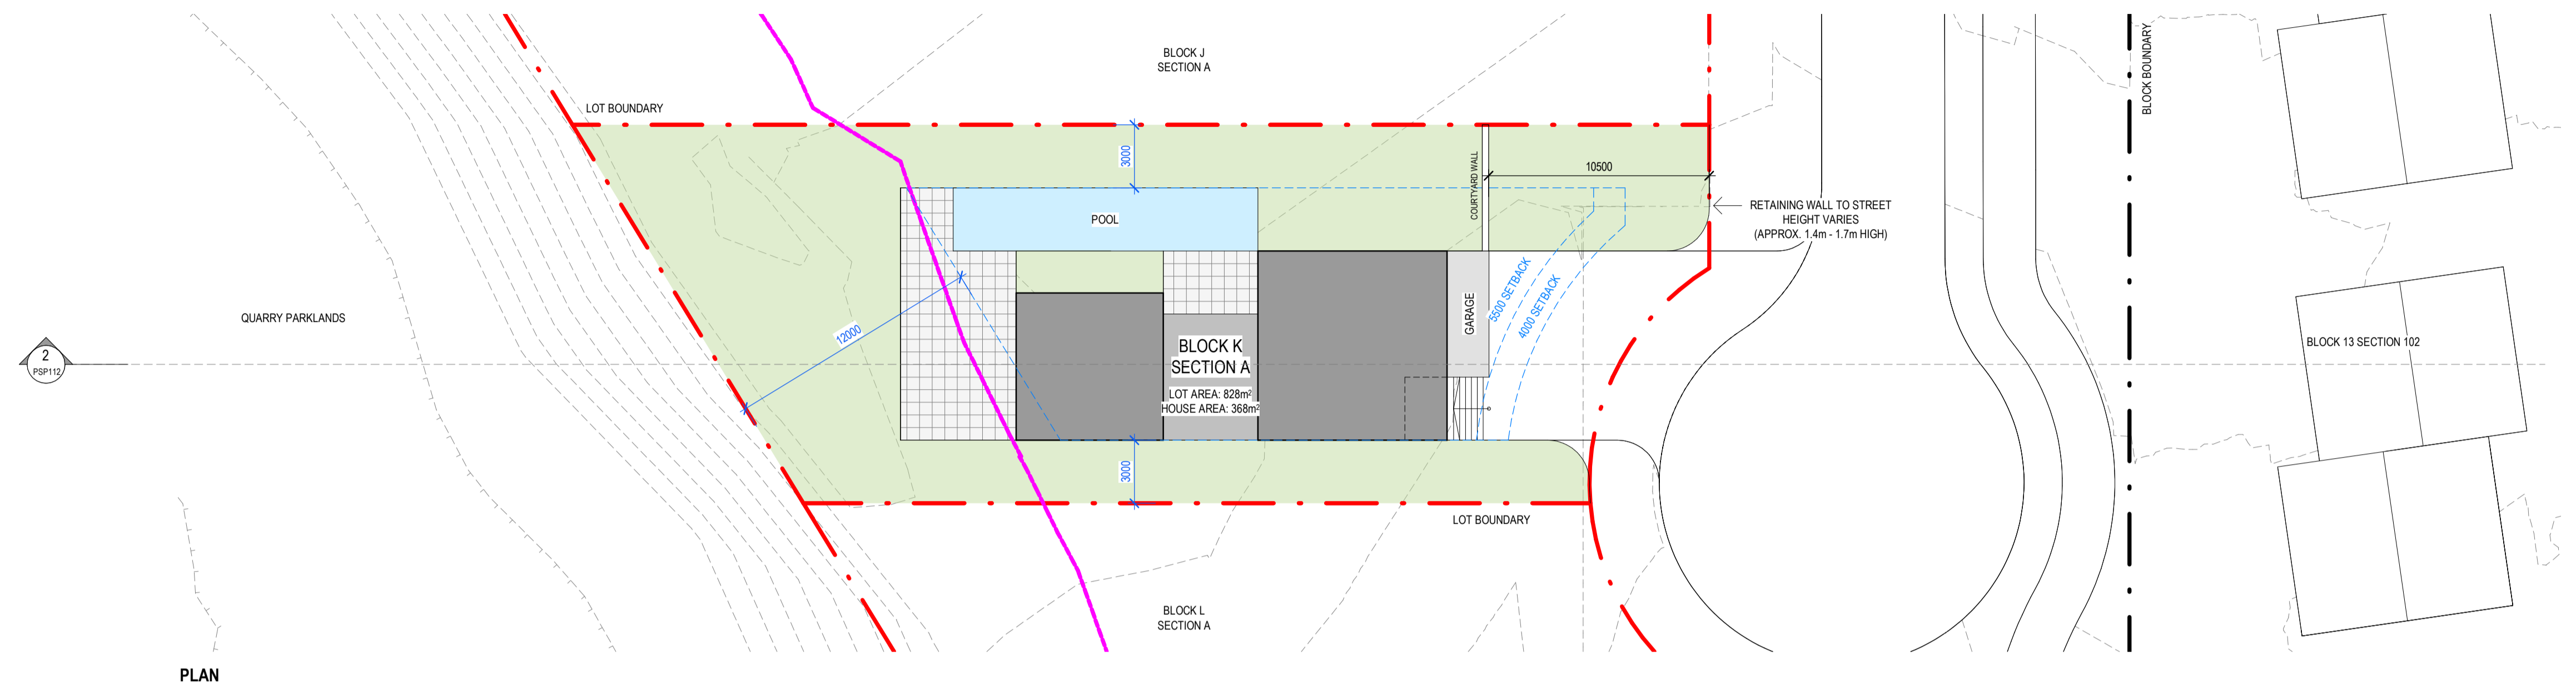 BLOCK J
SECTION A
BLOCK BOUNDARY
LOT BOUNDARY
3000
COURTYARD WALL
10500
POOL
RETAINING WALL TO STREET
HEIGHT VARIES
(APPROX. 1.4m - 1.7m HIGH)
5500 SETBACK
4000 SETBACK
GARAGE
12000
QUARRY PARKLANDS
2
PSP112
BLOCK K
SECTION A
LOT AREA: 828m²
HOUSE AREA: 368m²
BLOCK 13 SECTION 102
3000
LOT BOUNDARY
BLOCK L
SECTION A
PLAN